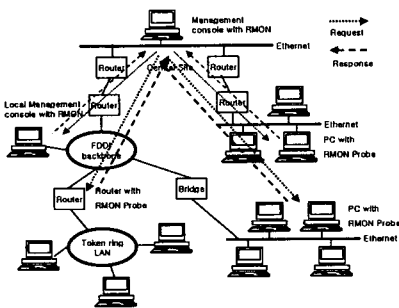 Management
console with RMON
Request
Response
Ethernet
Router
Central Site
Router
Local Management
console with RMON
Router
Router
Ethernet
FDDI
backbone
PC with
RMON Probe
Router
Router with
RMON Probe
Bridge
PC with
RMON Probe
Ethernet
Token ring
LAN